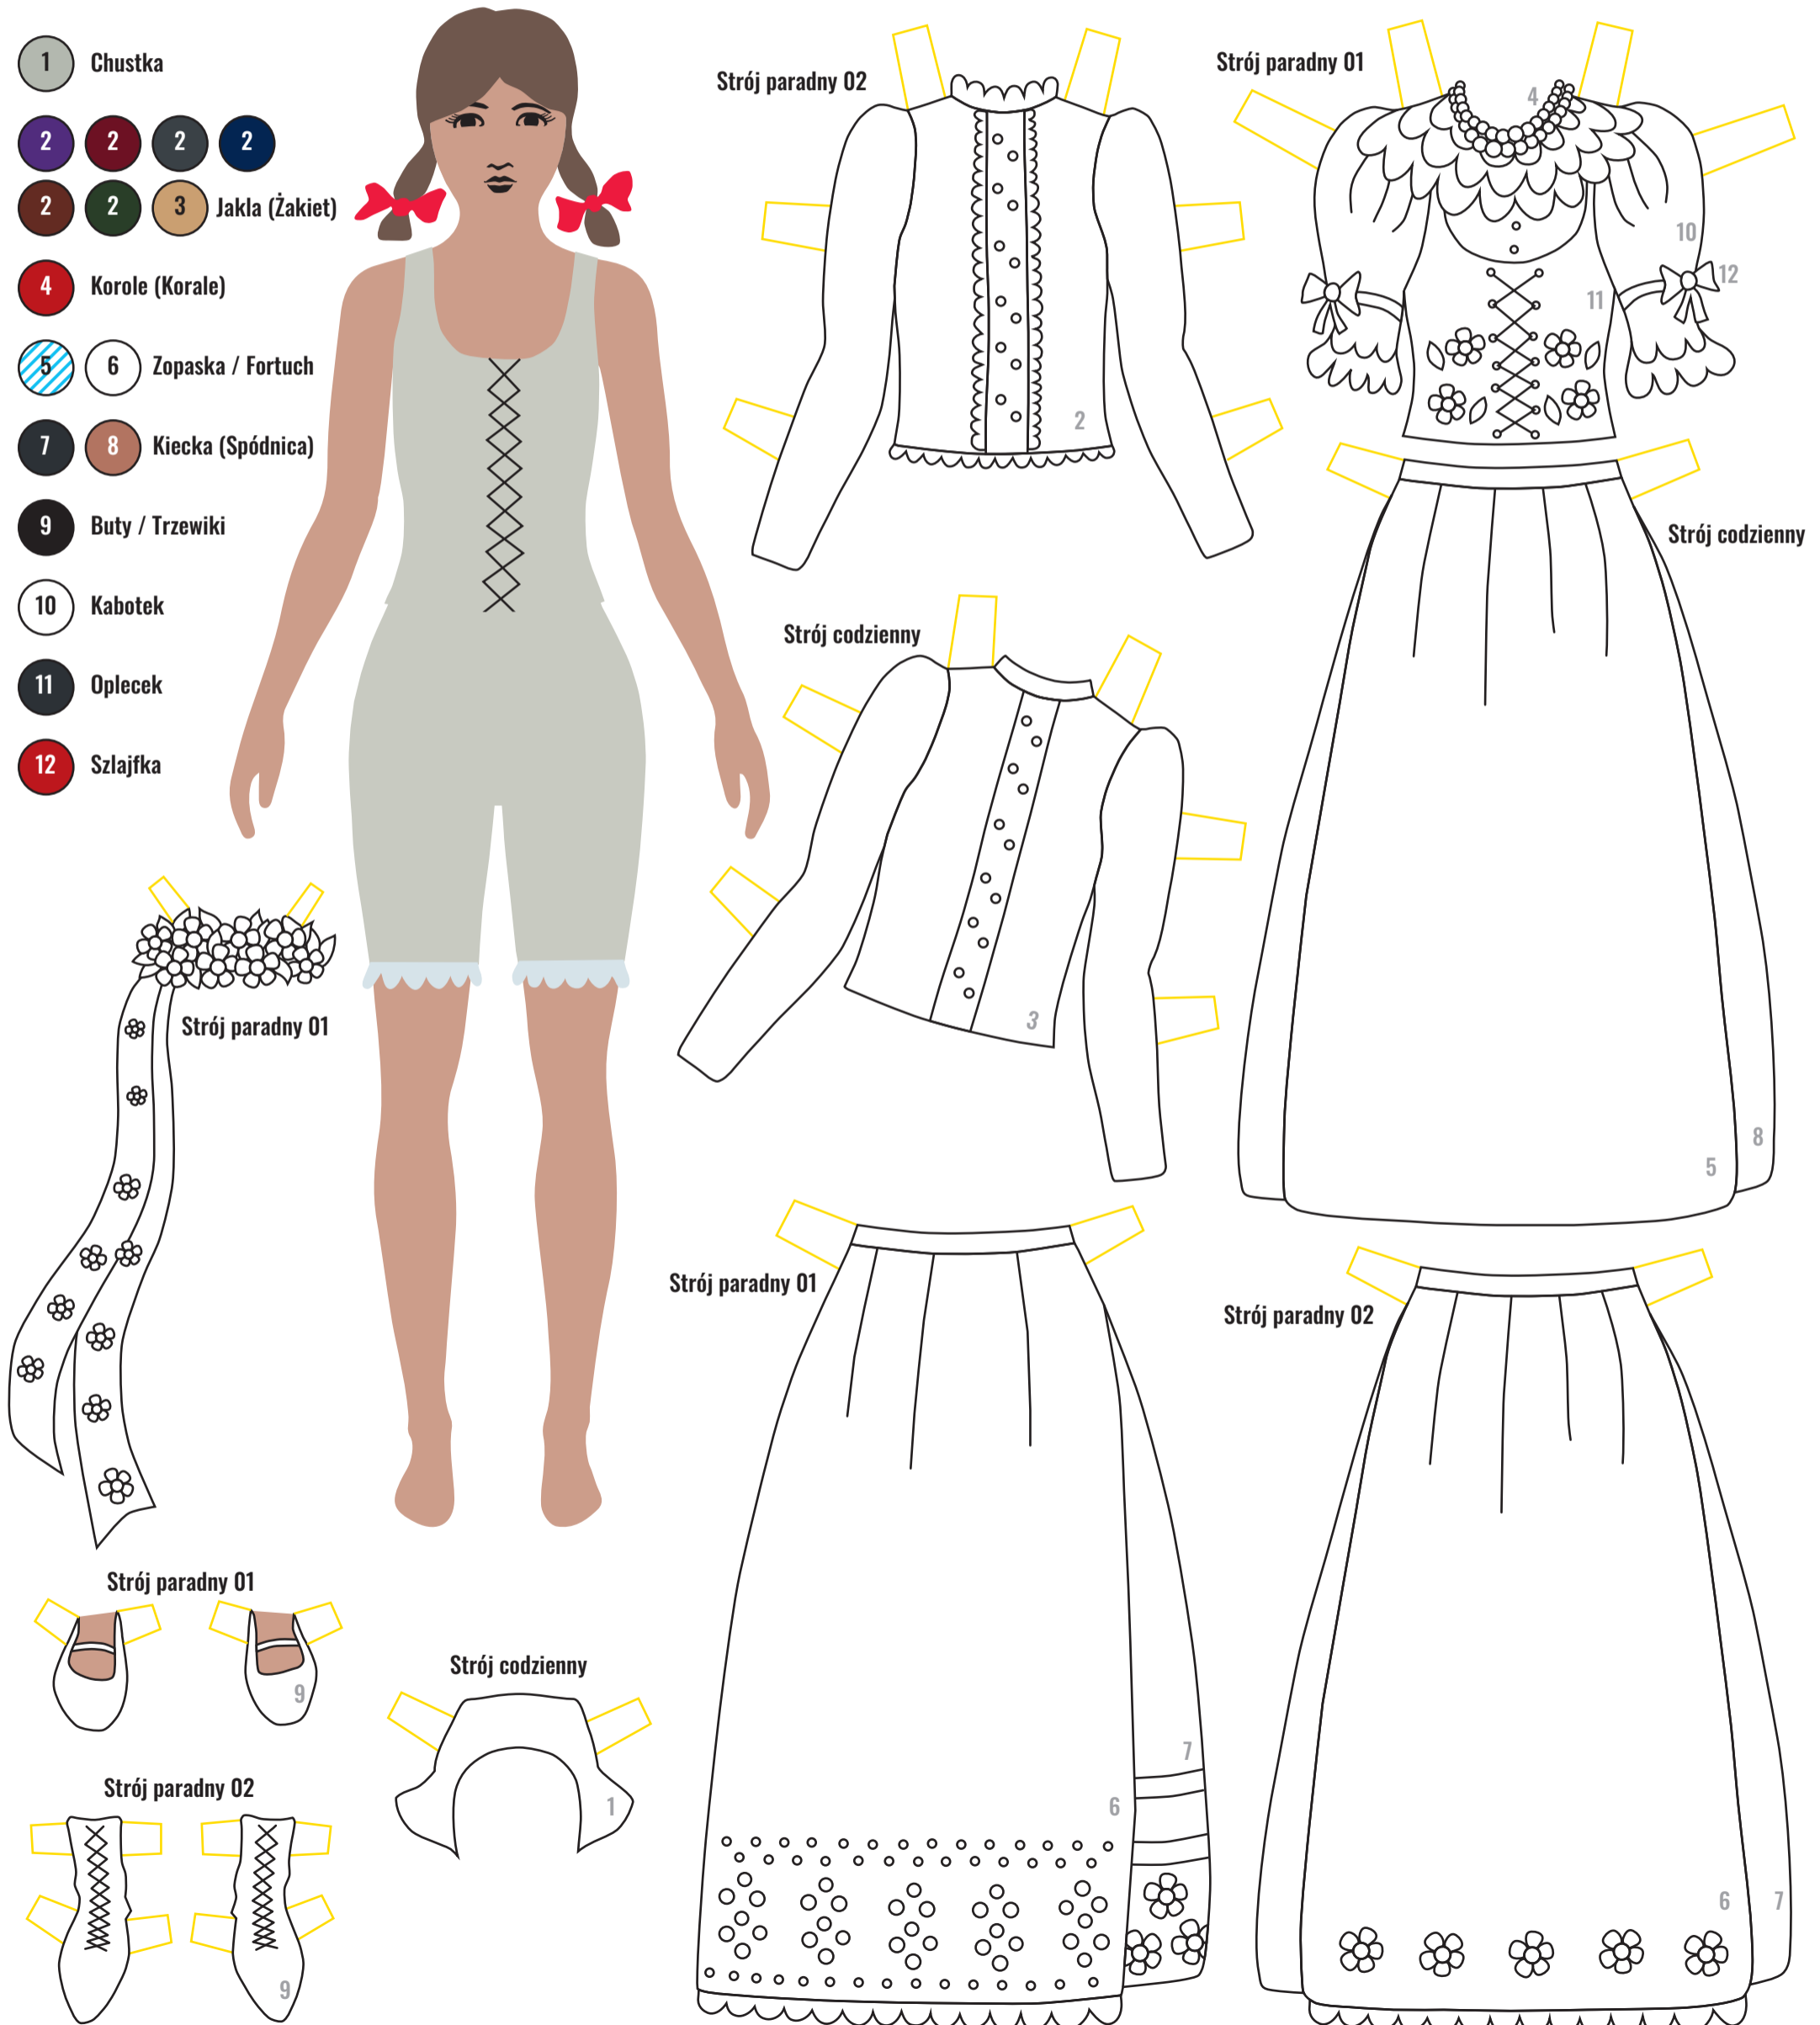 1 Chustka
2 2 2 2
2 2 3 Jakla (Żakiet)
4 Korole (Korale)
5 6 Zopaska / Fortuch
7 8 Kiecka (Spódnica)
9 Buty / Trzewiki
10 Kabotek
11 Oplecek
12 Szlajfka
Strój paradny 02
2
Strój paradny 01
4
10
12
11
Strój codzienny
8
5
Strój codzienny
3
Strój paradny 01
Strój paradny 01
7
6
Strój paradny 02
6
7
Strój paradny 01
9
Strój codzienny
1
Strój paradny 02
9